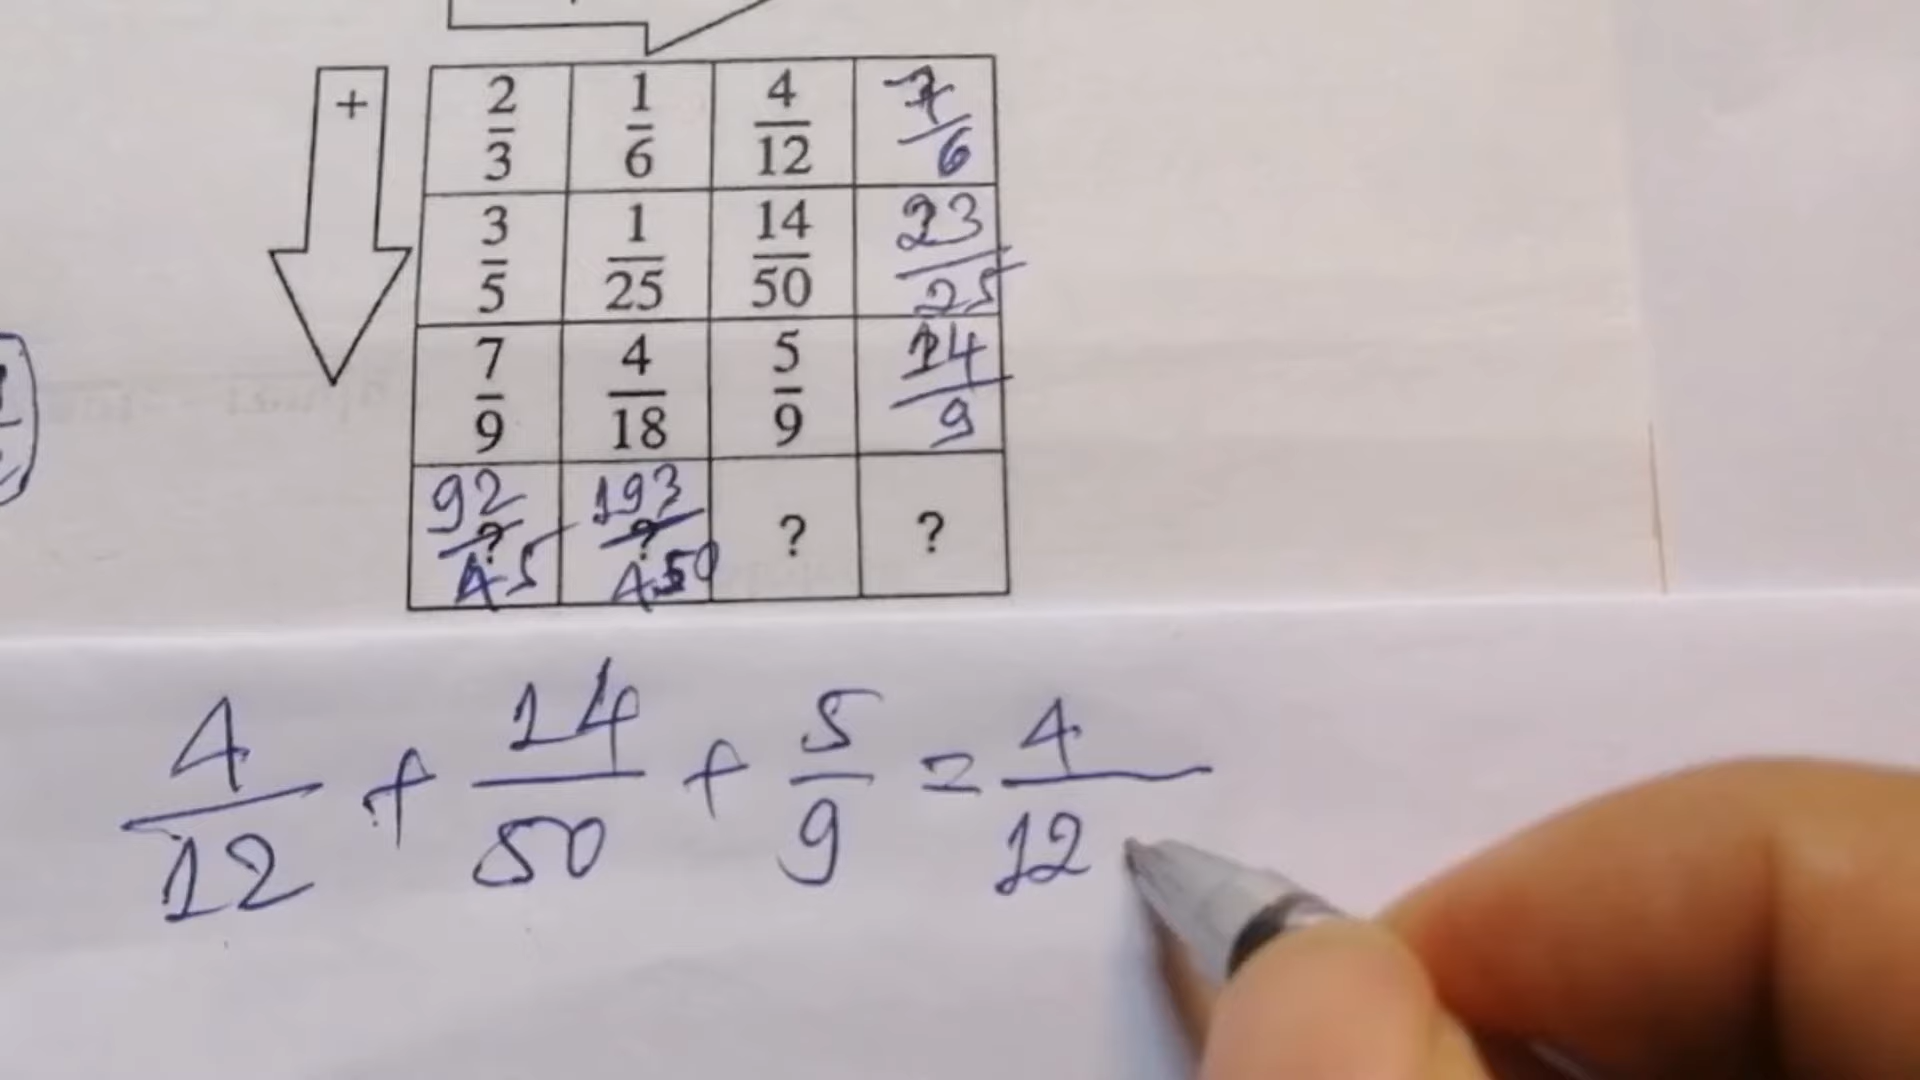 +
2/3 1/6 4/12 7/6
3/5 1/25 14/50 23/25
7/9 4/18 5/9 14/9
92/45 193/450 ? ?
4/12 + 14/50 + 5/9 = 4/12